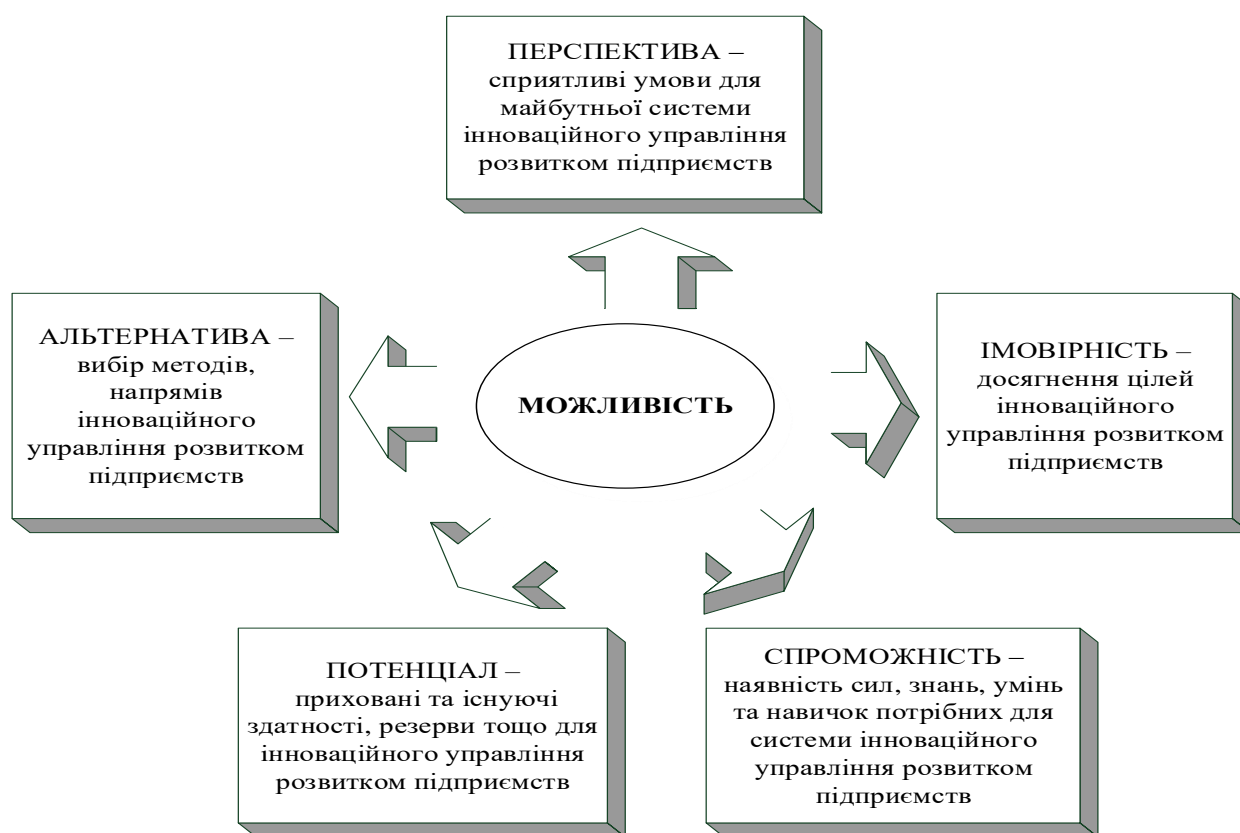 ПЕРСПЕКТИВА –
сприятливі умови для
майбутньої системи
інноваційного управління
розвитком підприємств
АЛЬТЕРНАТИВА –
вибір методів,
напрямів
інноваційного
управління розвитком
підприємств
МОЖЛИВІСТЬ
ІМОВІРНІСТЬ –
досягнення цілей
інноваційного
управління розвитком
підприємств
ПОТЕНЦІАЛ –
приховані та існуючі
здатності, резерви тощо для
інноваційного управління
розвитком підприємств
СПРОМОЖНІСТЬ –
наявність сил, знань, умінь
та навичок потрібних для
системи інноваційного
управління розвитком
підприємств